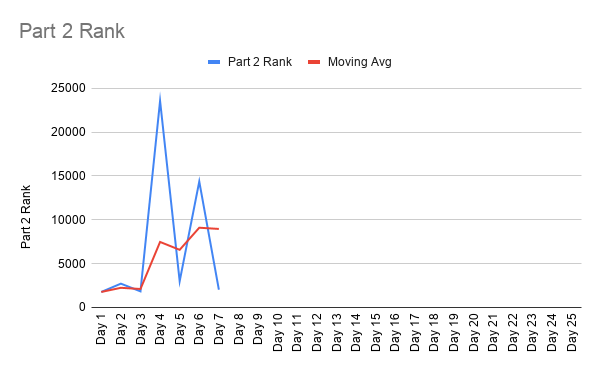 Part 2 Rank
Part 2 Rank
Moving Avg
25000
20000
15000
10000
5000
0
Part 2 Rank
Day 1
Day 2
Day 3
Day 4
Day 5
Day 6
Day 7
Day 8
Day 9
Day 10
Day 11
Day 12
Day 13
Day 14
Day 15
Day 16
Day 17
Day 18
Day 19
Day 20
Day 21
Day 22
Day 23
Day 24
Day 25